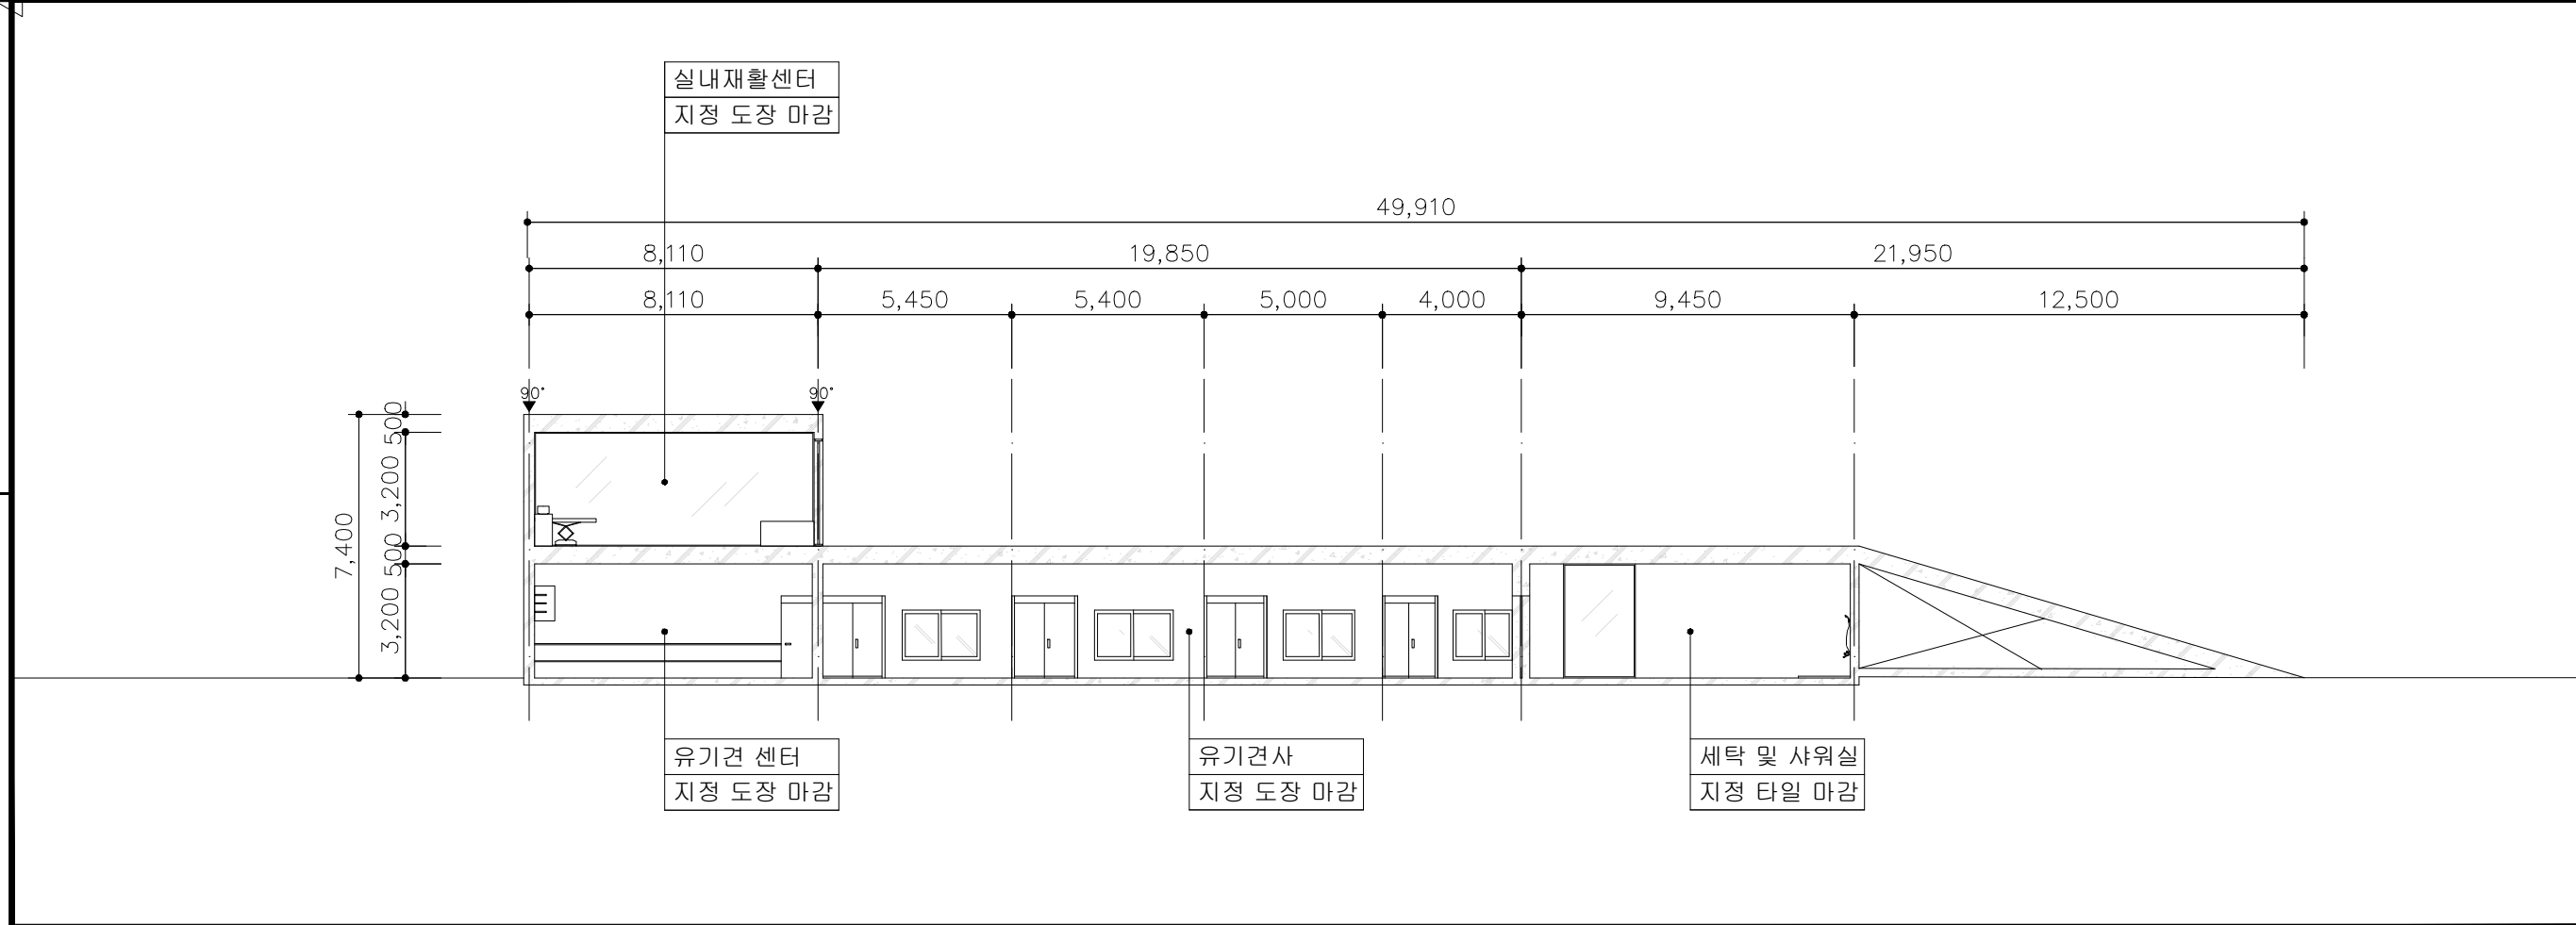 실내재활센터
지정 도장 마감
49,910
8,110 19,850 21,950
8,110 5,450 5,400 5,000 4,000 9,450 12,500
90° 90°
500
3,200
500
3,200
7,400
유기견 센터
지정 도장 마감
유기견사
지정 도장 마감
세탁 및 샤워실
지정 타일 마감